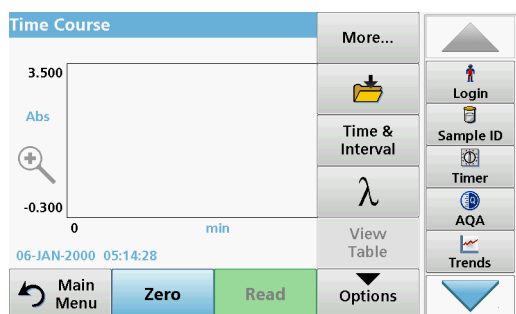 Time Course
More...
3.500
Abs
-0.300
0
min
06-JAN-2000 05:14:28
Time &
Interval
λ
View
Table
Main
Menu
Zero
Read
Options
Login
Sample ID
Timer
AQA
Trends